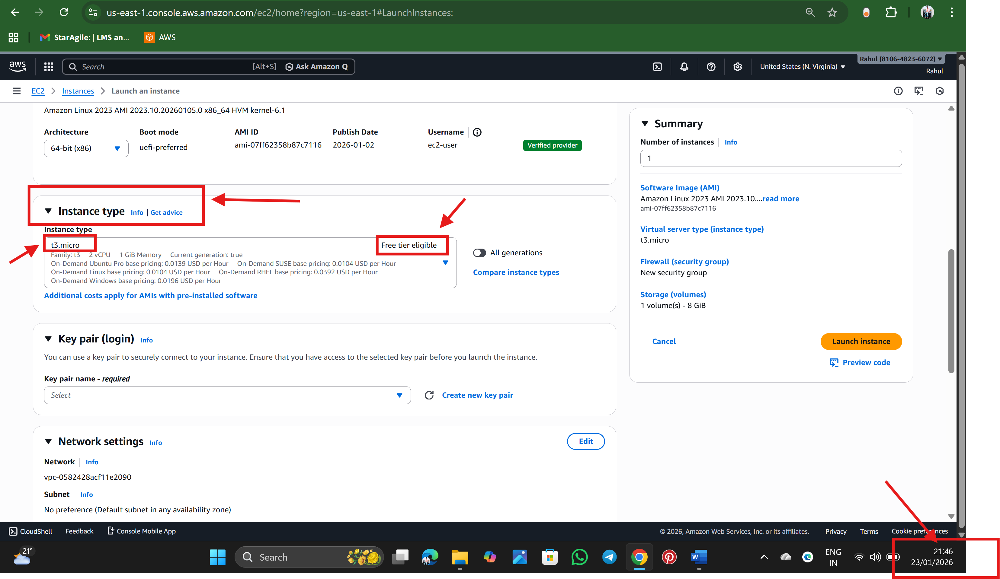 us-east-1.console.aws.amazon.com/ec2/home?region=us-east-1#LaunchInstances:
StarAgile: | LMS an...
AWS
aws
Search
[Alt+S]
Ask Amazon Q
United States (N. Virginia)
Rahul (8106-4823-6072)
Rahul
EC2
Instances
Launch an instance
Amazon Linux 2023 AMI 2023.10.20260105.0 x86_64 HVM kernel-6.1
Architecture
Boot mode
AMI ID
Publish Date
Username
64-bit (x86)
uefi-preferred
ami-07ff62358b87c7116
2026-01-02
ec2-user
Verified provider
Instance type
Info | Get advice
Instance type
t3.micro
Free tier eligible
Family: t3 2 vCPU 1 GiB Memory Current generation: true
On-Demand Ubuntu Pro base pricing: 0.0139 USD per Hour On-Demand SUSE base pricing: 0.0104 USD per Hour
On-Demand Linux base pricing: 0.0104 USD per Hour On-Demand RHEL base pricing: 0.0392 USD per Hour
On-Demand Windows base pricing: 0.0196 USD per Hour
All generations
Compare instance types
Additional costs apply for AMIs with pre-installed software
Key pair (login)
Info
You can use a key pair to securely connect to your instance. Ensure that you have access to the selected key pair before you launch the instance.
Key pair name - required
Select
Create new key pair
Network settings
Info
Edit
Network
Info
vpc-0582428acf11e2090
Subnet
Info
No preference (Default subnet in any availability zone)
Summary
Number of instances
Info
1
Software Image (AMI)
Amazon Linux 2023 AMI 2023.10....read more
ami-07ff62358b87c7116
Virtual server type (instance type)
t3.micro
Firewall (security group)
New security group
Storage (volumes)
1 volume(s) - 8 GiB
Cancel
Launch instance
Preview code
CloudShell
Feedback
Console Mobile App
© 2026, Amazon Web Services, Inc. or its affiliates.
Privacy
Terms
Cookie preferences
21°
Search
ENG
IN
21:46
23/01/2026